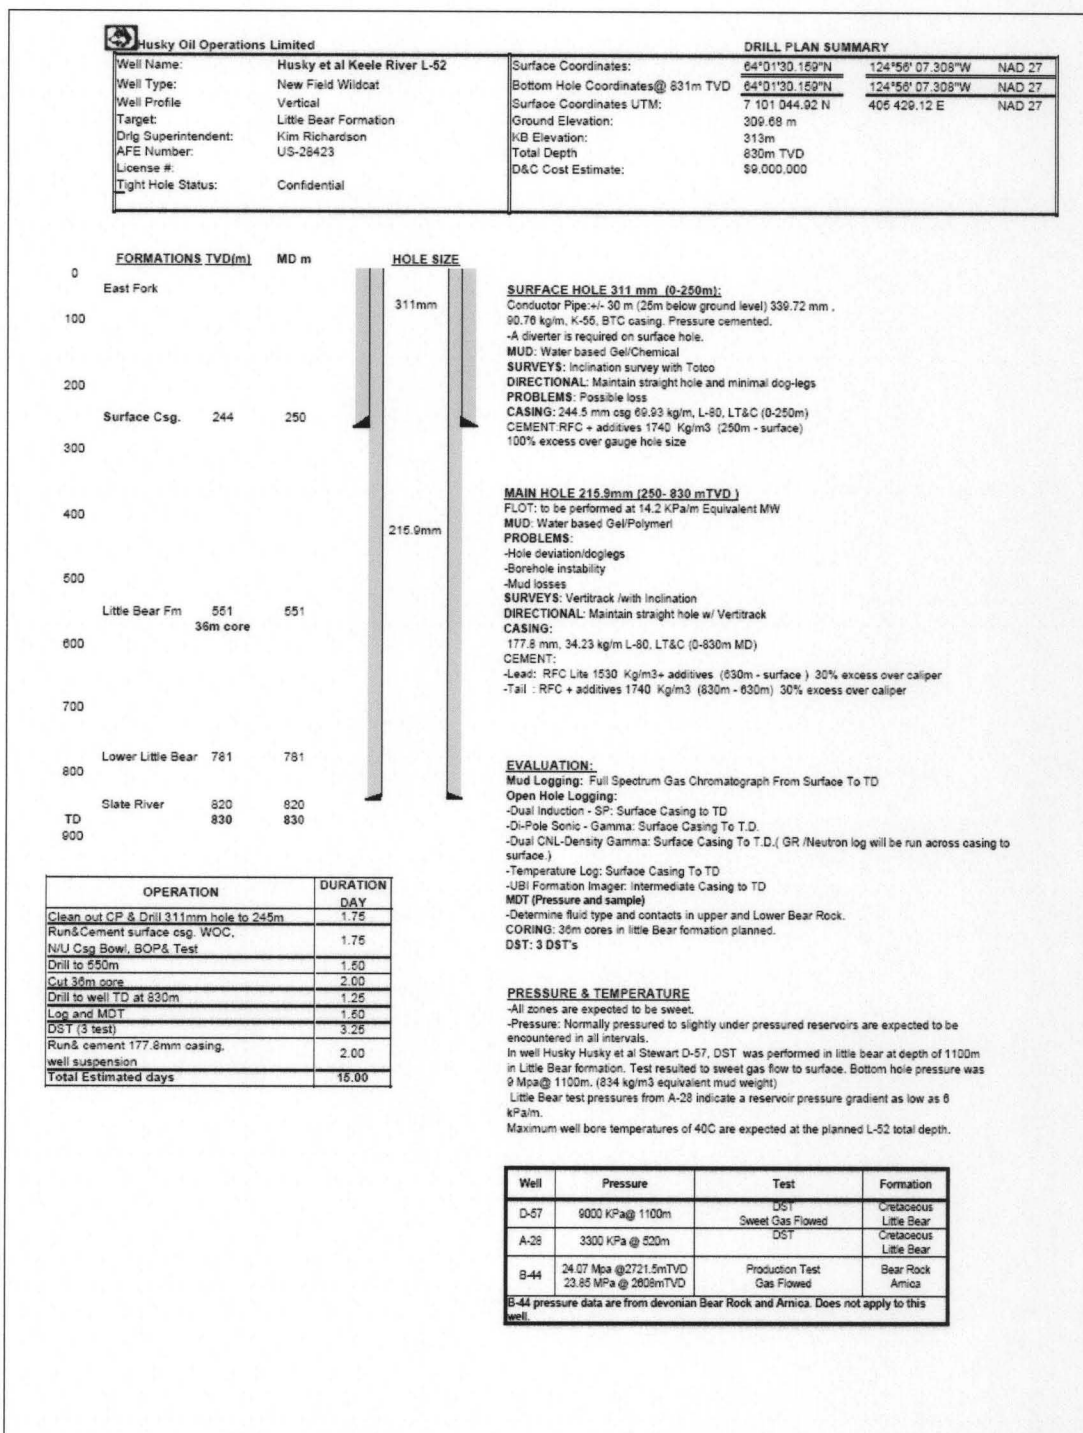 Husky Oil Operations Limited
DRILL PLAN SUMMARY
Well Name: Husky et al Keele River L-52
Well Type: New Field Wildcat
Well Profile Vertical
Target: Little Bear Formation
Drlg Superintendent: Kim Richardson
AFE Number: US-28423
License #:
Tight Hole Status: Confidential
Surface Coordinates: 64°01'30.159"N 124°56' 07.308"W NAD 27
Bottom Hole Coordinates@ 831m TVD 64°01'30.159"N 124°56' 07.308"W NAD 27
Surface Coordinates UTM: 7 101 044.92 N 405 429.12 E NAD 27
Ground Elevation: 309.68 m
KB Elevation: 313m
Total Depth 830m TVD
D&C Cost Estimate: $9,000,000
FORMATIONS TVD(m) MD m HOLE SIZE
0
East Fork
311mm
100
200
Surface Csg. 244 250
300
400
215.9mm
500
Little Bear Fm 551 551
36m core
600
700
Lower Little Bear 781 781
800
Slate River 820 820
TD 830 830
900
OPERATION DURATION DAY
Clean out CP & Drill 311mm hole to 245m 1.75
Run&Cement surface csg. WOC,
N/U Csg Bowl, BOP& Test 1.75
Drill to 550m 1.50
Cut 36m core 2.00
Drill to well TD at 830m 1.25
Log and MDT 1.50
DST (3 test) 3.25
Run& cement 177.8mm casing,
well suspension 2.00
Total Estimated days 15.00
SURFACE HOLE 311 mm (0-250m):
Conductor Pipe:+/- 30 m (25m below ground level) 339.72 mm ,
90.76 kg/m, K-55, BTC casing. Pressure cemented.
-A diverter is required on surface hole.
MUD: Water based Gel/Chemical
SURVEYS: Inclination survey with Totco
DIRECTIONAL: Maintain straight hole and minimal dog-legs
PROBLEMS: Possible loss
CASING: 244.5 mm csg 69.93 kg/m, L-80, LT&C (0-250m)
CEMENT:RFC + additives 1740 Kg/m3 (250m - surface)
100% excess over gauge hole size
MAIN HOLE 215.9mm (250- 830 mTVD )
FLOT: to be performed at 14.2 KPa/m Equivalent MW
MUD: Water based Gel/Polymerl
PROBLEMS:
-Hole deviation/doglegs
-Borehole instability
-Mud losses
SURVEYS: Vertitrack /with Inclination
DIRECTIONAL: Maintain straight hole w/ Vertitrack
CASING:
177.8 mm, 34.23 kg/m L-80, LT&C (0-830m MD)
CEMENT:
-Lead: RFC Lite 1530 Kg/m3+ additives (630m - surface ) 30% excess over caliper
-Tail : RFC + additives 1740 Kg/m3 (830m - 630m) 30% excess over caliper
EVALUATION:
Mud Logging: Full Spectrum Gas Chromatograph From Surface To TD
Open Hole Logging:
-Dual Induction - SP: Surface Casing to TD
-Di-Pole Sonic - Gamma: Surface Casing To T.D.
-Dual CNL-Density Gamma: Surface Casing To T.D.( GR /Neutron log will be run across casing to
surface.)
-Temperature Log: Surface Casing To TD
-UBI Formation Imager: Intermediate Casing to TD
MDT (Pressure and sample)
-Determine fluid type and contacts in upper and Lower Bear Rock.
CORING: 36m cores in little Bear formation planned.
DST: 3 DST's
PRESSURE & TEMPERATURE
-All zones are expected to be sweet.
-Pressure: Normally pressured to slightly under pressured reservoirs are expected to be
encountered in all intervals.
In well Husky Husky et al Stewart D-57, DST was performed in little bear at depth of 1100m
in Little Bear formation. Test resulted to sweet gas flow to surface. Bottom hole pressure was
9 Mpa@ 1100m. (834 kg/m3 equivalent mud weight)
Little Bear test pressures from A-28 indicate a reservoir pressure gradient as low as 6
kPa/m.
Maximum well bore temperatures of 40C are expected at the planned L-52 total depth.
Well Pressure Test Formation
D-57 9000 KPa@ 1100m DST Sweet Gas Flowed Cretaceous Little Bear
A-28 3300 KPa @ 520m DST Cretaceous Little Bear
B-44 24.07 Mpa @2721.5mTVD 23.85 MPa @ 2608mTVD Production Test Gas Flowed Bear Rock Arnica
B-44 pressure data are from devonian Bear Rock and Arnica. Does not apply to this
well.